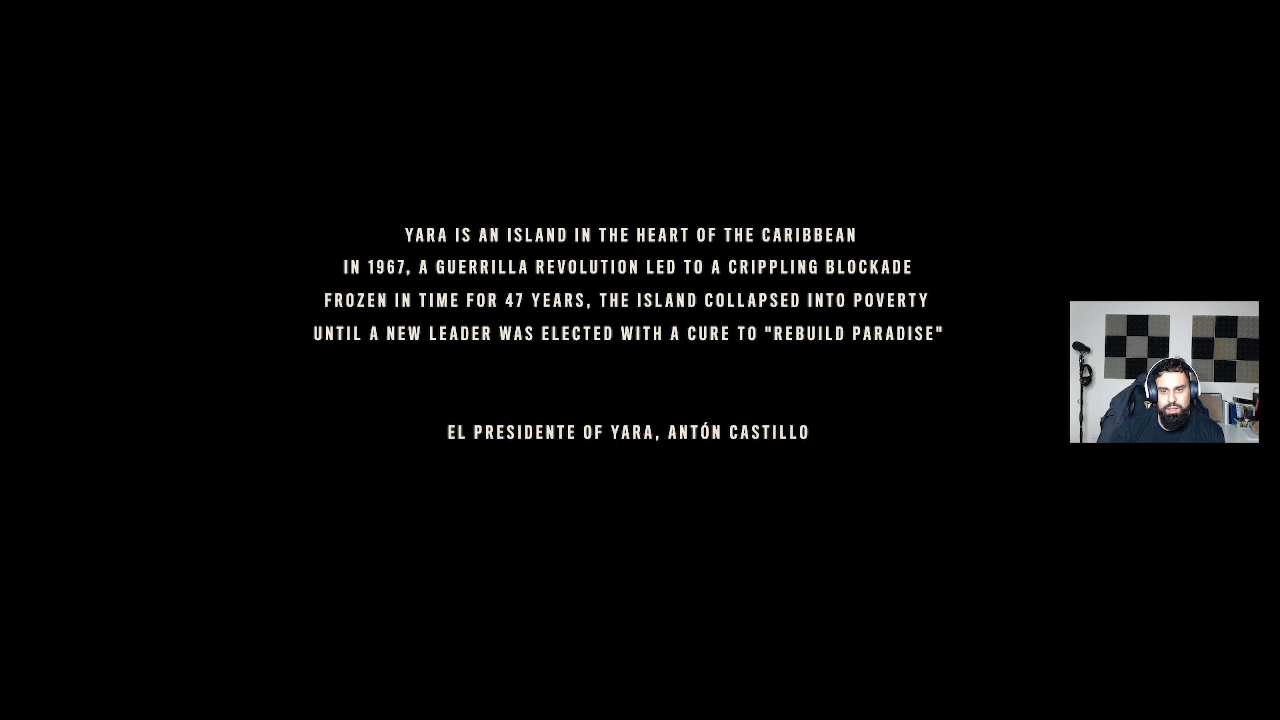 YARA IS AN ISLAND IN THE HEART OF THE CARIBBEAN
IN 1967, A GUERRILLA REVOLUTION LED TO A CRIPPLING BLOCKADE
FROZEN IN TIME FOR 47 YEARS, THE ISLAND COLLAPSED INTO POVERTY
UNTIL A NEW LEADER WAS ELECTED WITH A CURE TO "REBUILD PARADISE"
EL PRESIDENTE OF YARA, ANTÓN CASTILLO